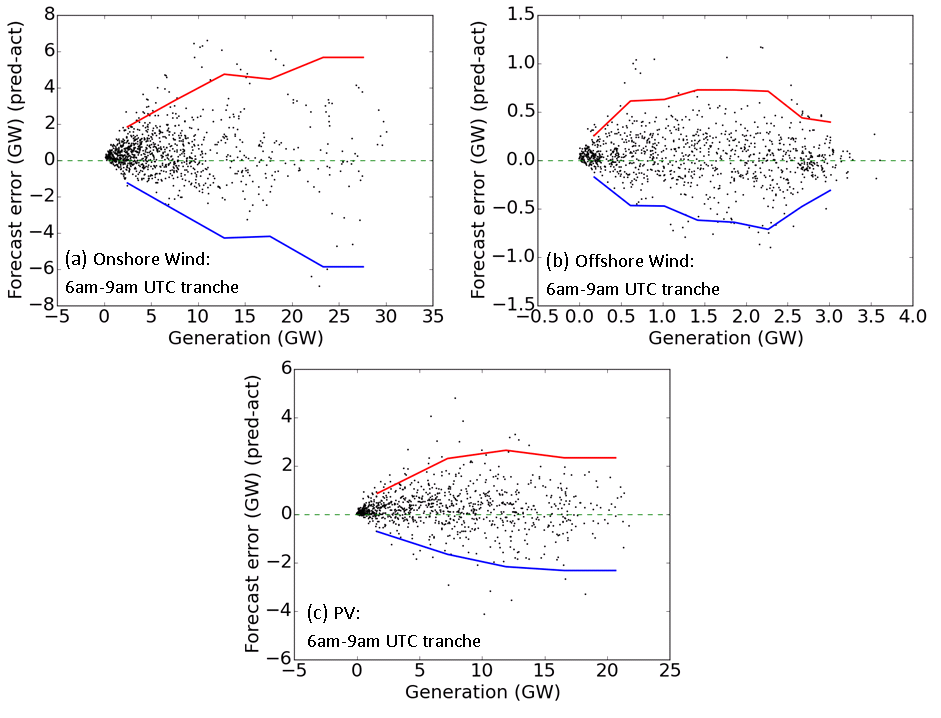 Forecast error (GW) (pred-act)
8
6
4
2
0
−2
−4
−6
−8
(a) Onshore Wind:
6am-9am UTC tranche
−5 0 5 10 15 20 25 30 35
Generation (GW)
Forecast error (GW) (pred-act)
1.5
1.0
0.5
0.0
−0.5
−1.0
−1.5
(b) Offshore Wind:
6am-9am UTC tranche
−0.5 0.0 0.5 1.0 1.5 2.0 2.5 3.0 3.5 4.0
Generation (GW)
Forecast error (GW) (pred-act)
6
4
2
0
−2
−4
−6
(c) PV:
6am-9am UTC tranche
−5 0 5 10 15 20 25
Generation (GW)